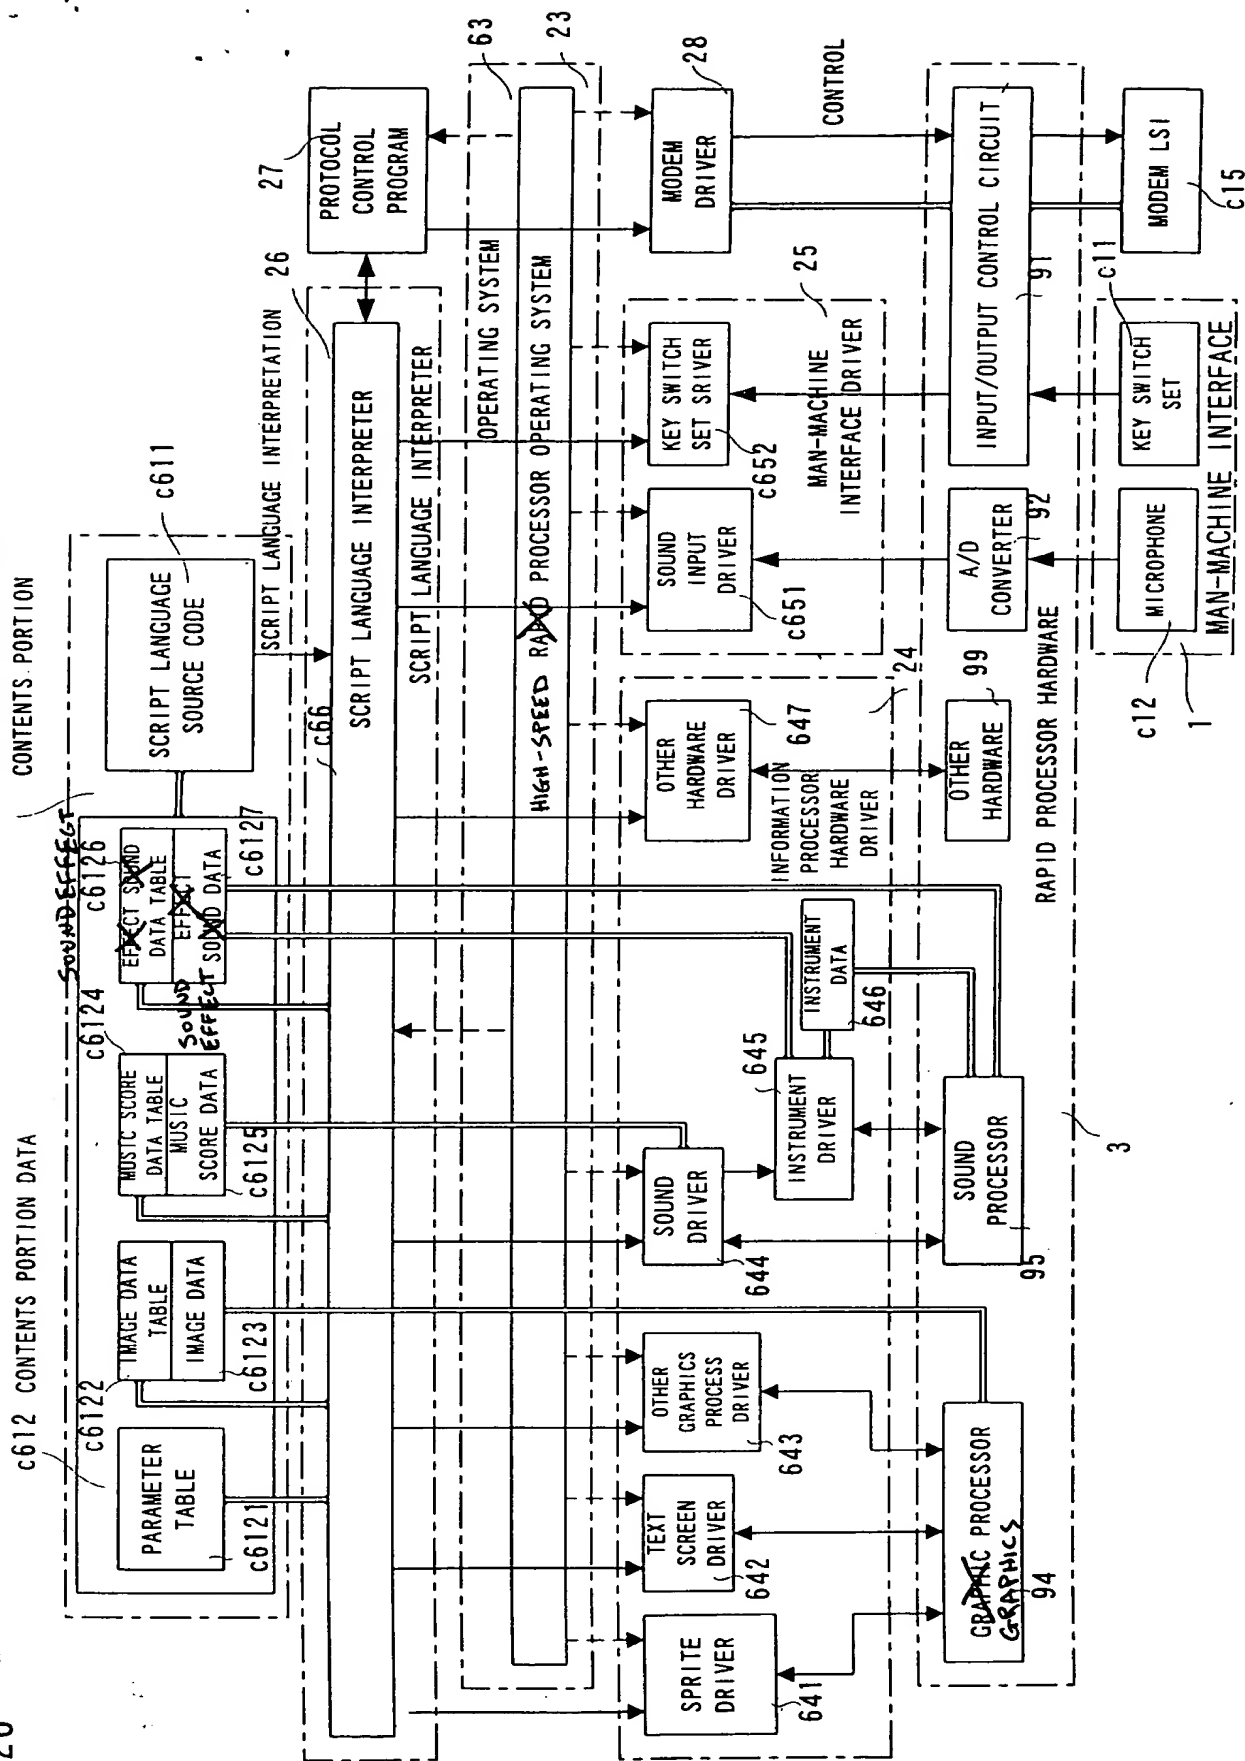 20
c612 CONTENTS PORTION DATA
CONTENTS PORTION
SOUND EFFECT
c6122
c6124
c6126
c611
PARAMETER
TABLE
c6121
IMAGE DATA
TABLE
IMAGE DATA
c6123
MUSIC SCORE
DATA TABLE
MUSIC
SCORE DATA
c6125
EFFECT SOUND
DATA TABLE
EFFECT
SOUND DATA
c6127
SOUND
EFFECT
SCRIPT LANGUAGE
SOURCE CODE
SCRIPT LANGUAGE INTERPRETATION
26
27
c66
SCRIPT LANGUAGE INTERPRETER
SCRIPT LANGUAGE INTERPRETER
PROTOCOL
CONTROL
PROGRAM
OPERATING SYSTEM
63
HIGH-SPEED RAPID PROCESSOR OPERATING SYSTEM
23
SPRITE
DRIVER
641
TEXT
SCREEN
DRIVER
642
OTHER
GRAPHICS
PROCESS
DRIVER
643
SOUND
DRIVER
644
645
INSTRUMENT
DRIVER
INSTRUMENT
DATA
646
OTHER
HARDWARE
DRIVER
647
INFORMATION
PROCESSOR
HARDWARE
DRIVER
24
SOUND
INPUT
DRIVER
c651
KEY SWITCH
SET SRIVER
c652
MAN-MACHINE
INTERFACE DRIVER
25
MODEM
DRIVER
28
CONTROL
GRAPHIC PROCESSOR
GRAPHICS
94
SOUND
PROCESSOR
95
3
OTHER
HARDWARE
99
A/D
CONVERTER
92
INPUT/OUTPUT CONTROL CIRCUIT
91
RAPID PROCESSOR HARDWARE
c12
MICROPHONE
1
KEY SWITCH
SET
c11
MAN-MACHINE INTERFACE
MODEM LSI
c15